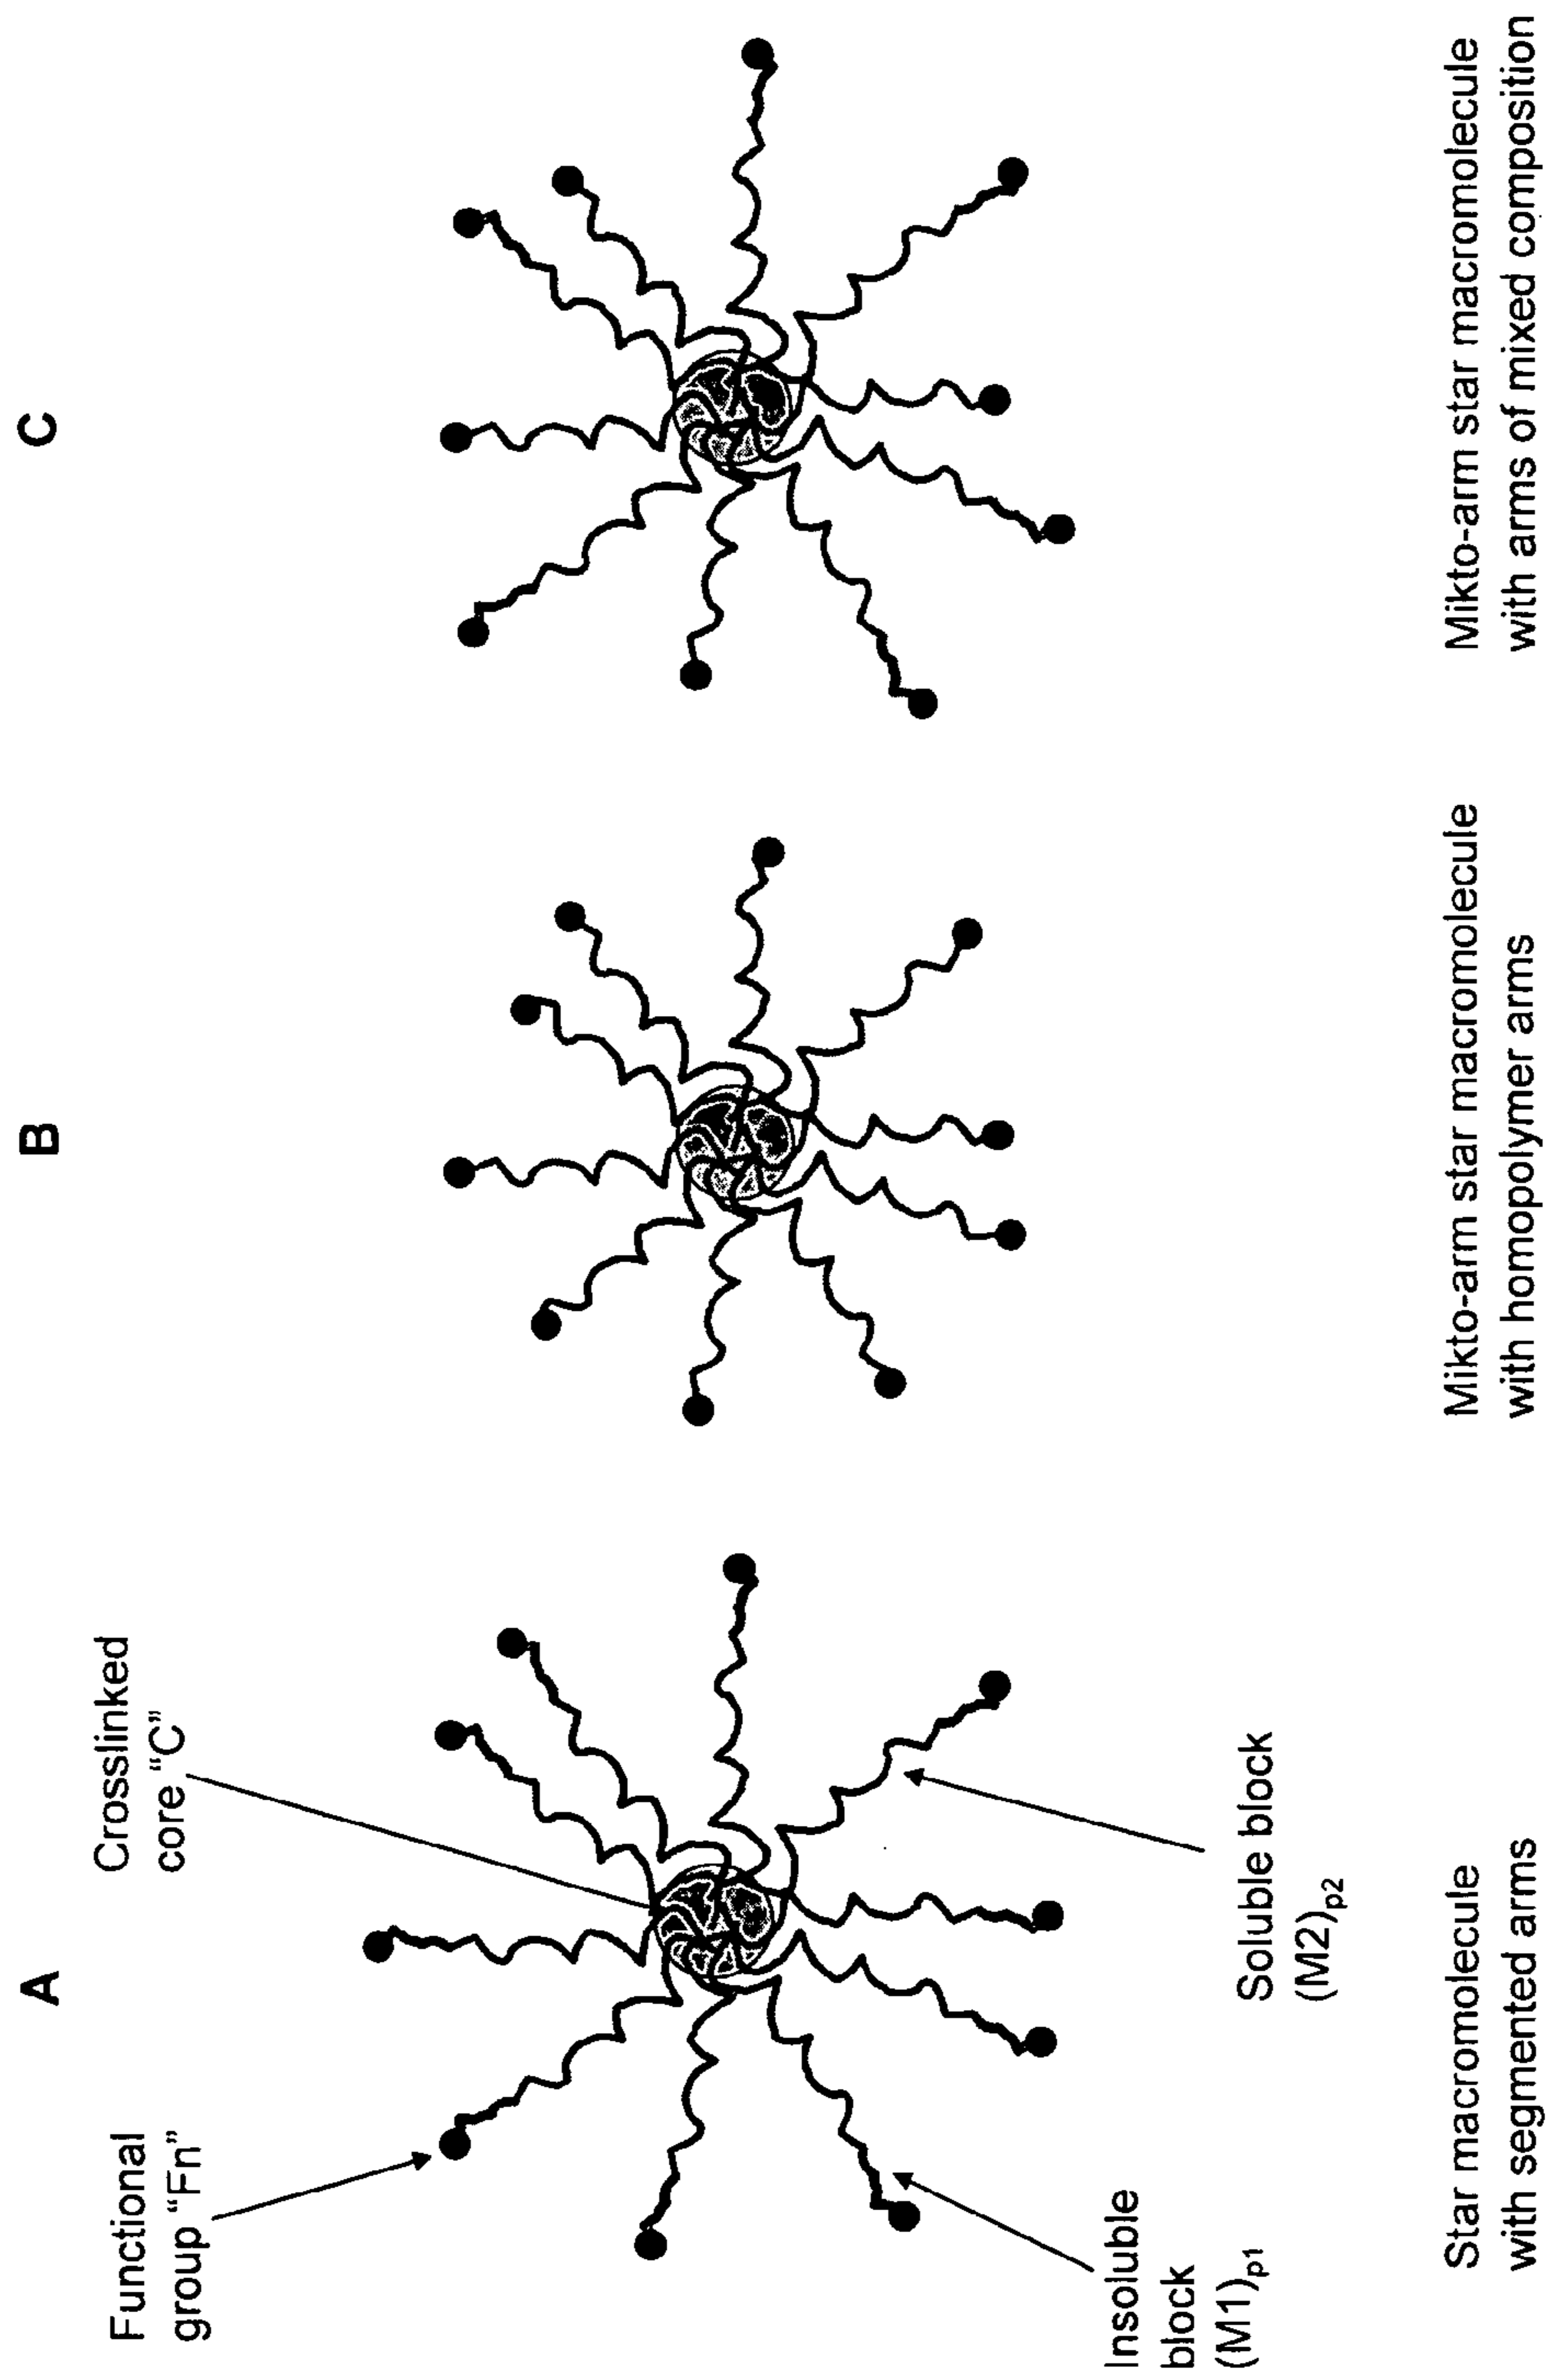 A
Functional
group “Fn”
Crosslinked
core “C”
Insoluble
block
(M1)p1
Soluble block
(M2)p2
Star macromolecule
with segmented arms
B
Mikto-arm star macromolecule
with homopolymer arms
C
Mikto-arm star macromolecule
with arms of mixed composition